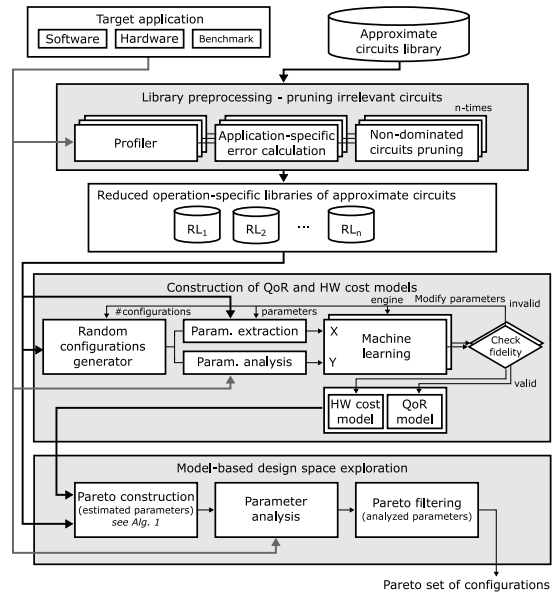 Target application
Software
Hardware
Benchmark
Approximate
circuits library
Library preprocessing - pruning irrelevant circuits
n-times
Profiler
Application-specific
error calculation
Non-dominated
circuits pruning
Reduced operation-specific libraries of approximate circuits
RL1
RL2
...
RLn
Construction of QoR and HW cost models
#configurations
parameters
engine
Modify parameters
invalid
Random
configurations
generator
Param. extraction
Param. analysis
X
Y
Machine
learning
Check
fidelity
valid
HW cost
model
QoR
model
Model-based design space exploration
Pareto construction
(estimated parameters)
see Alg. 1
Parameter
analysis
Pareto filtering
(analyzed parameters)
Pareto set of configurations